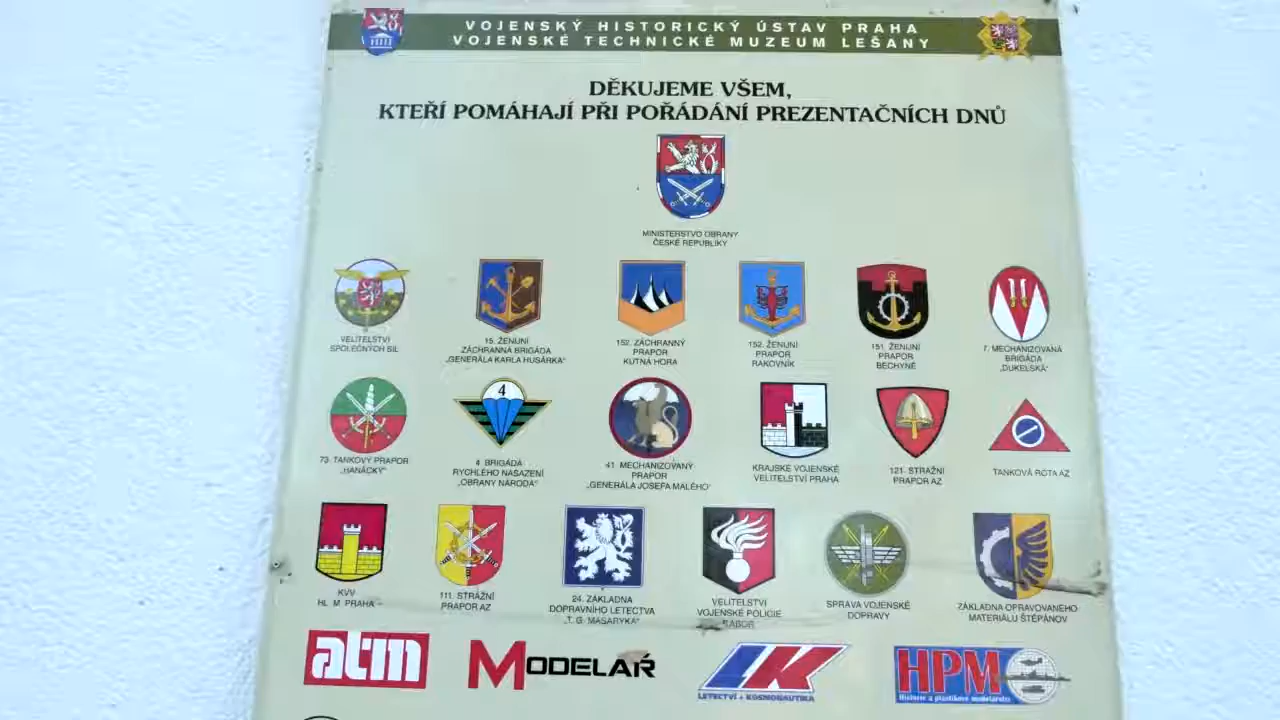 VOJENSKÝ HISTORICKÝ ÚSTAV PRAHA
VOJENSKÉ TECHNICKÉ MUZEUM LEŠANY
DĚKUJEME VŠEM,
KTEŘÍ POMÁHAJÍ PŘI POŘÁDÁNÍ PREZENTAČNÍCH DNŮ
MINISTERSTVO OBRANY
ČESKÉ REPUBLIKY
VELITELSTVÍ
SPOLEČNÝCH SIL
15. ŽENIJNÍ
ZÁCHRANNÁ BRIGÁDA
„GENERÁLA KARLA HUSÁRKA“
152. ZÁCHRANNÝ
PRAPOR
KUTNÁ HORA
152. ŽENIJNÍ
PRAPOR
RAKOVNÍK
151. ŽENIJNÍ
PRAPOR
BECHYNĚ
7. MECHANIZOVANÁ
BRIGÁDA
„DUKELSKÁ“
73. TANKOVÝ PRAPOR
„HANÁCKÝ“
4
4. BRIGÁDA
RYCHLÉHO NASAZENÍ
„OBRANY NÁRODA“
41. MECHANIZOVANÝ
PRAPOR
„GENERÁLA JOSEFA MALÉHO“
KRAJSKÉ VOJENSKÉ
VELITELSTVÍ PRAHA
121. STRÁŽNÍ
PRAPOR AZ
TANKOVÁ ROTA AZ
KVV
HL. M. PRAHA
111. STRÁŽNÍ
PRAPOR AZ
24. ZÁKLADNA
DOPRAVNÍHO LETECTVA
„T. G. MASARYKA“
VELITELSTVÍ
VOJENSKÉ POLICIE
TÁBOR
SPRÁVA VOJENSKÉ
DOPRAVY
ZÁKLADNA OPRAVOVANÉHO
MATERIÁLU ŠTĚPÁNOV
atm
MODELÁŘ
LK
LETECTVÍ + KOSMONAUTIKA
HPM
Historie a plastikové modelářství